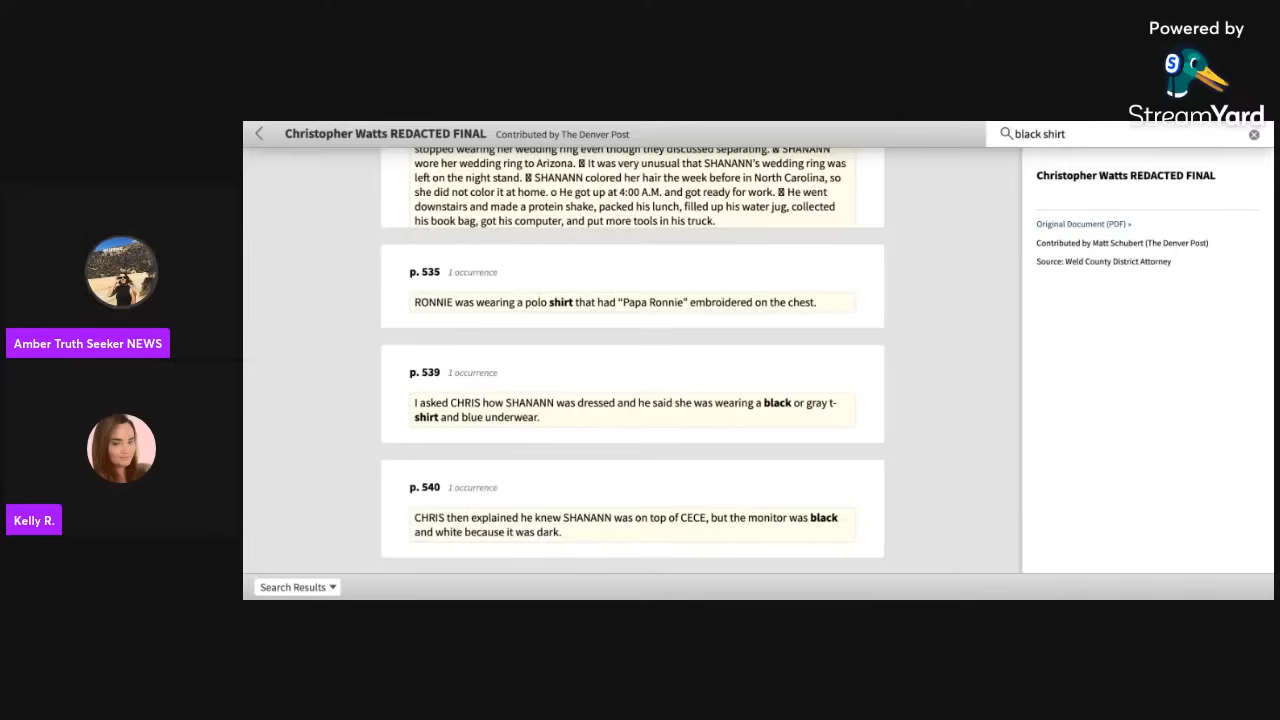 Powered by
S
StreamYard
Christopher Watts REDACTED FINAL Contributed by The Denver Post
black shirt
stopped wearing her wedding ring even though they discussed separating. SHANANN
wore her wedding ring to Arizona. It was very unusual that SHANANN's wedding ring was
left on the night stand. SHANANN colored her hair the week before in North Carolina, so
she did not color it at home. o He got up at 4:00 A.M. and got ready for work. He went
downstairs and made a protein shake, packed his lunch, filled up his water jug, collected
his book bag, got his computer, and put more tools in his truck.
p. 535 1 occurrence
RONNIE was wearing a polo shirt that had “Papa Ronnie” embroidered on the chest.
p. 539 1 occurrence
I asked CHRIS how SHANANN was dressed and he said she was wearing a black or gray t-
shirt and blue underwear.
p. 540 1 occurrence
CHRIS then explained he knew SHANANN was on top of CECE, but the monitor was black
and white because it was dark.
Search Results
Christopher Watts REDACTED FINAL
Original Document (PDF) »
Contributed by Matt Schubert (The Denver Post)
Source: Weld County District Attorney
Amber Truth Seeker NEWS
Kelly R.